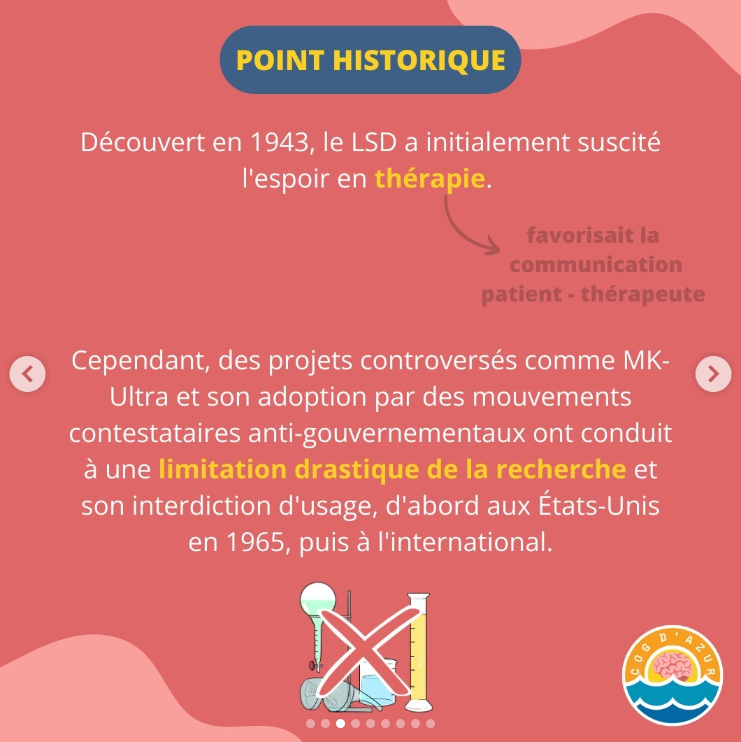 POINT HISTORIQUE
Découvert en 1943, le LSD a initialement suscité
l'espoir en thérapie.
favorisait la
communication
patient - thérapeute
Cependant, des projets controversés comme MK-
Ultra et son adoption par des mouvements
contestataires anti-gouvernementaux ont conduit
à une limitation drastique de la recherche et
son interdiction d'usage, d'abord aux États-Unis
en 1965, puis à l'international.
COG D'AZUR